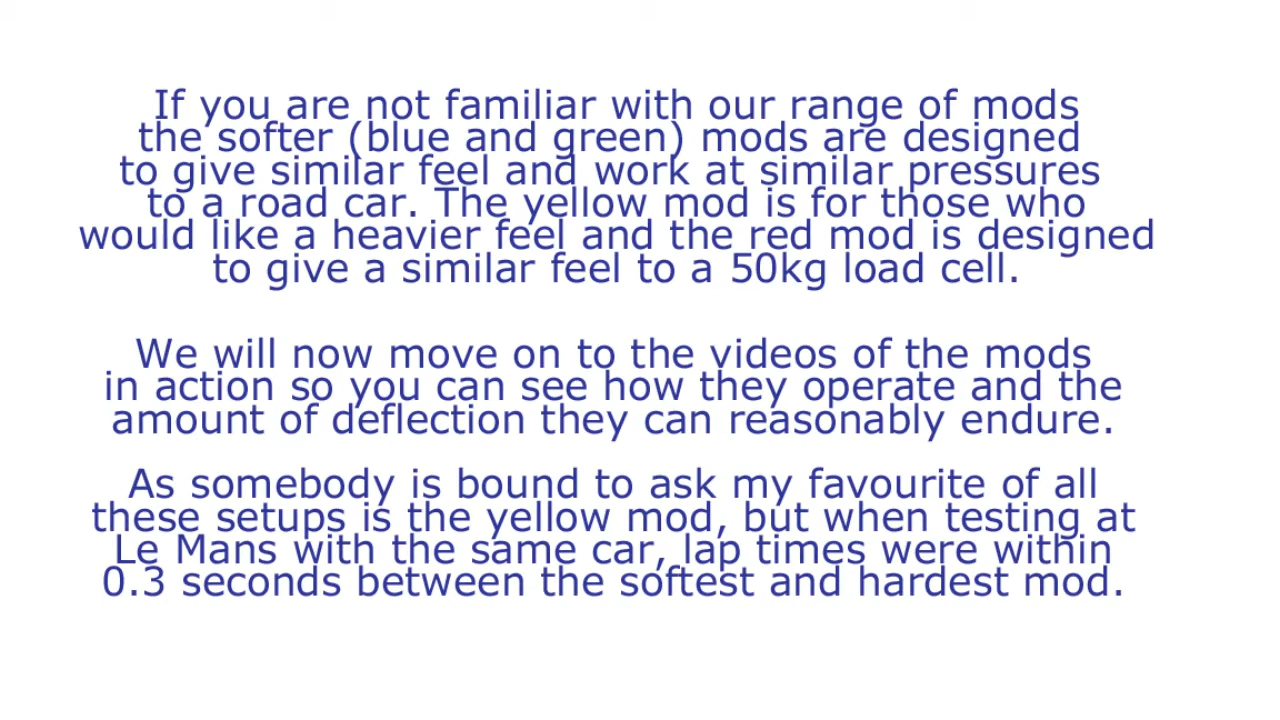 If you are not familiar with our range of mods
the softer (blue and green) mods are designed
to give similar feel and work at similar pressures
to a road car. The yellow mod is for those who
would like a heavier feel and the red mod is designed
to give a similar feel to a 50kg load cell.
We will now move on to the videos of the mods
in action so you can see how they operate and the
amount of deflection they can reasonably endure.
As somebody is bound to ask my favourite of all
these setups is the yellow mod, but when testing at
Le Mans with the same car, lap times were within
0.3 seconds between the softest and hardest mod.